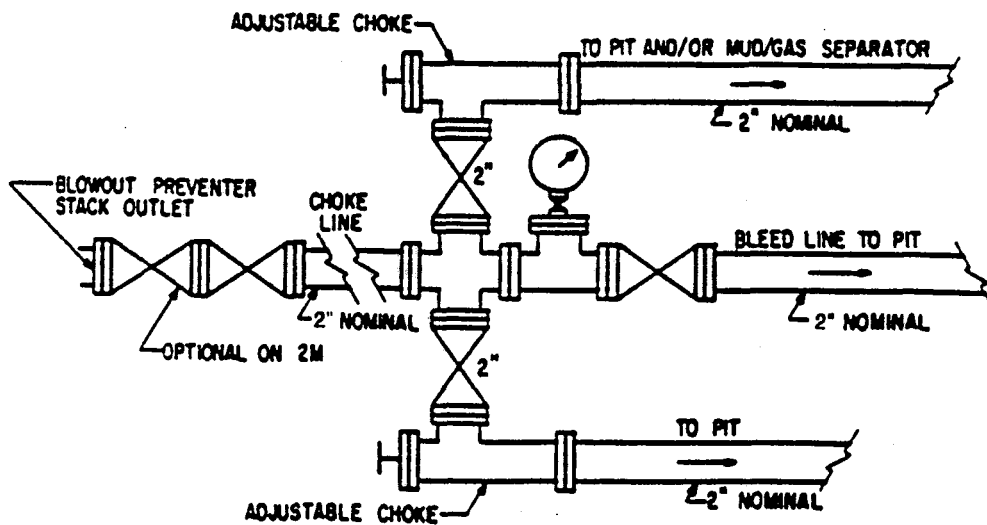 ADJUSTABLE CHOKE
TO PIT AND/OR MUD/GAS SEPARATOR
2" NOMINAL
2"
BLOWOUT PREVENTER
STACK OUTLET
CHOKE
LINE
BLEED LINE TO PIT
2" NOMINAL
2" NOMINAL
OPTIONAL ON 2M
2"
TO PIT
2" NOMINAL
ADJUSTABLE CHOKE